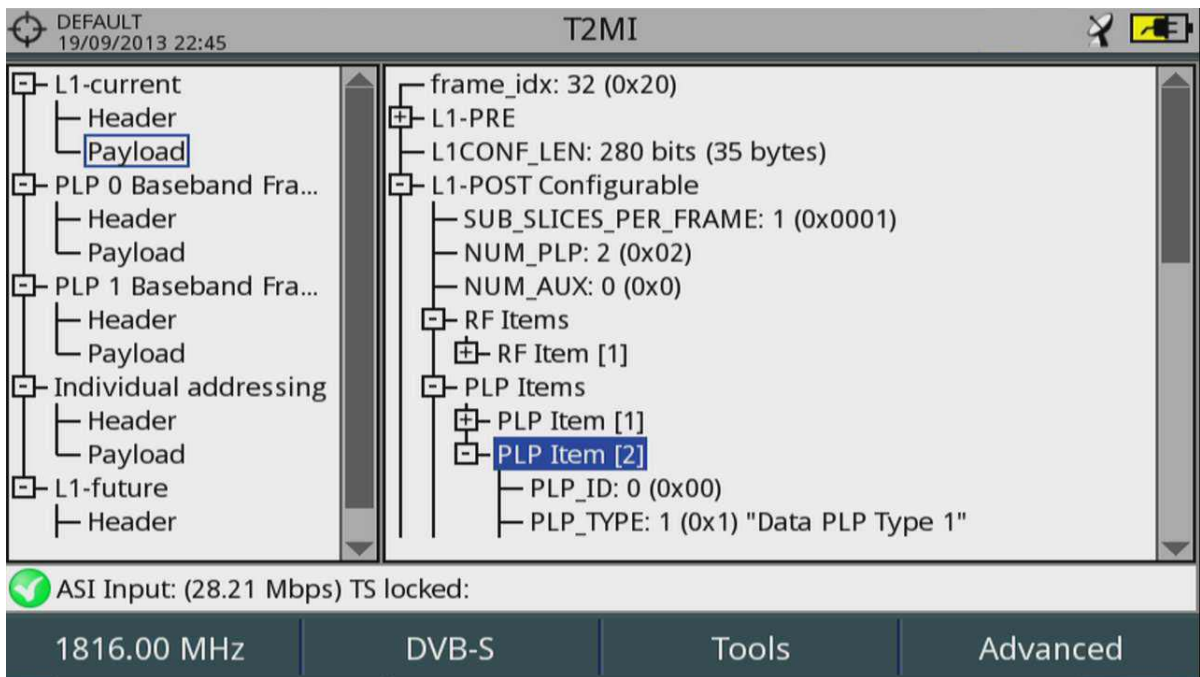 DEFAULT
19/09/2013 22:45
T2MI
L1-current
Header
Payload
PLP 0 Baseband Fra...
Header
Payload
PLP 1 Baseband Fra...
Header
Payload
Individual addressing
Header
Payload
L1-future
Header
frame_idx: 32 (0x20)
L1-PRE
L1CONF_LEN: 280 bits (35 bytes)
L1-POST Configurable
SUB_SLICES_PER_FRAME: 1 (0x0001)
NUM_PLP: 2 (0x02)
NUM_AUX: 0 (0x0)
RF Items
RF Item [1]
PLP Items
PLP Item [1]
PLP Item [2]
PLP_ID: 0 (0x00)
PLP_TYPE: 1 (0x1) "Data PLP Type 1"
ASI Input: (28.21 Mbps) TS locked:
1816.00 MHz
DVB-S
Tools
Advanced